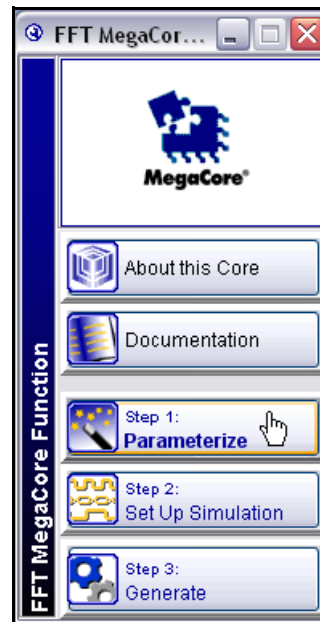 FFT MegaCor...
MegaCore®
About this Core
Documentation
Step 1:
Parameterize
Step 2:
Set Up Simulation
Step 3:
Generate
FFT MegaCore Function